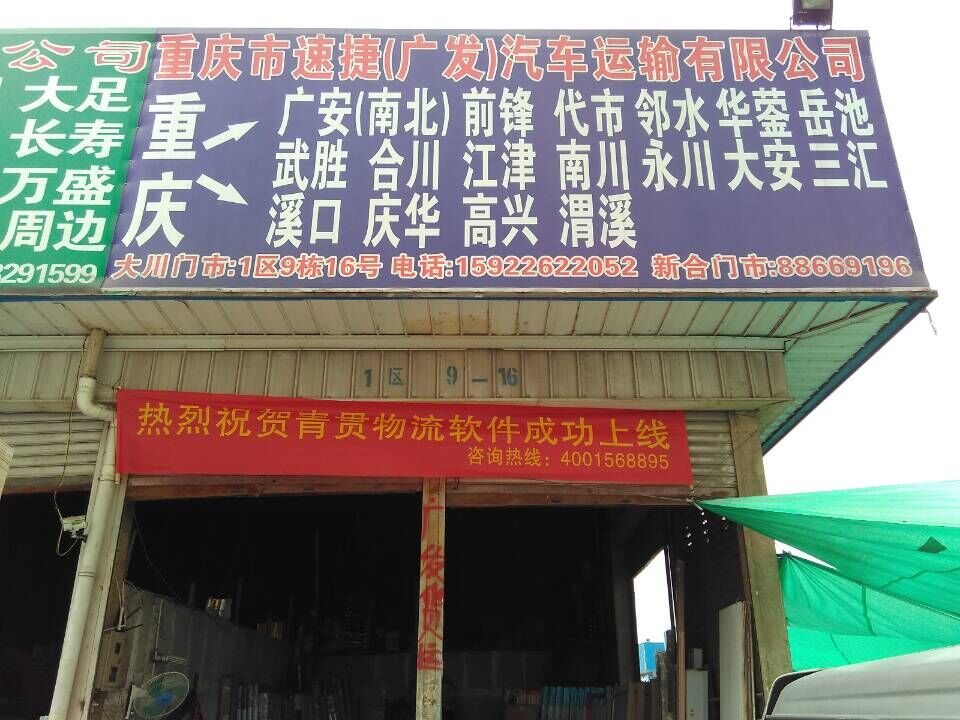 公司
大足
长寿
万盛
周边
3291599
重庆市速捷(广发)汽车运输有限公司
重庆
广安(南北) 前锋 代市 邻水 华蓥 岳池
武胜 合川 江津 南川 永川 大安 三汇
溪口 庆华 高兴 渭溪
大川门市:1区9栋16号 电话:15922622052 新合门市:88669196
1区 9-16
热烈祝贺青贯物流软件成功上线
咨询热线：4001568895
广发货运